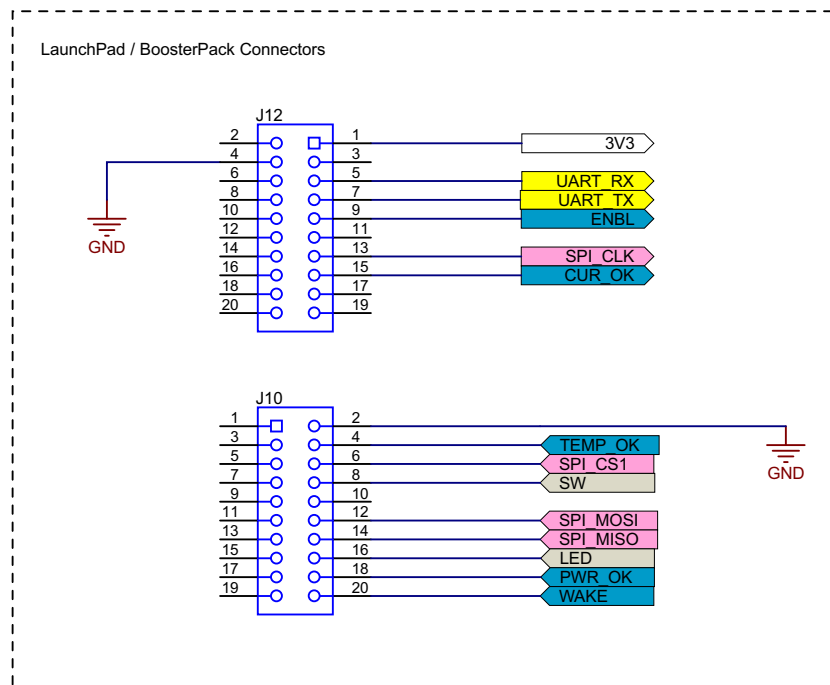 LaunchPad / BoosterPack Connectors
J12
2 1 3V3
4 3
6 5 UART_RX
8 7 UART_TX
10 9 ENBL
GND
12 11
14 13 SPI_CLK
16 15 CUR_OK
18 17
20 19
J10
1 2
3 4 TEMP_OK
5 6 SPI_CS1
GND
7 8 SW
9 10
11 12 SPI_MOSI
13 14 SPI_MISO
15 16 LED
17 18 PWR_OK
19 20 WAKE